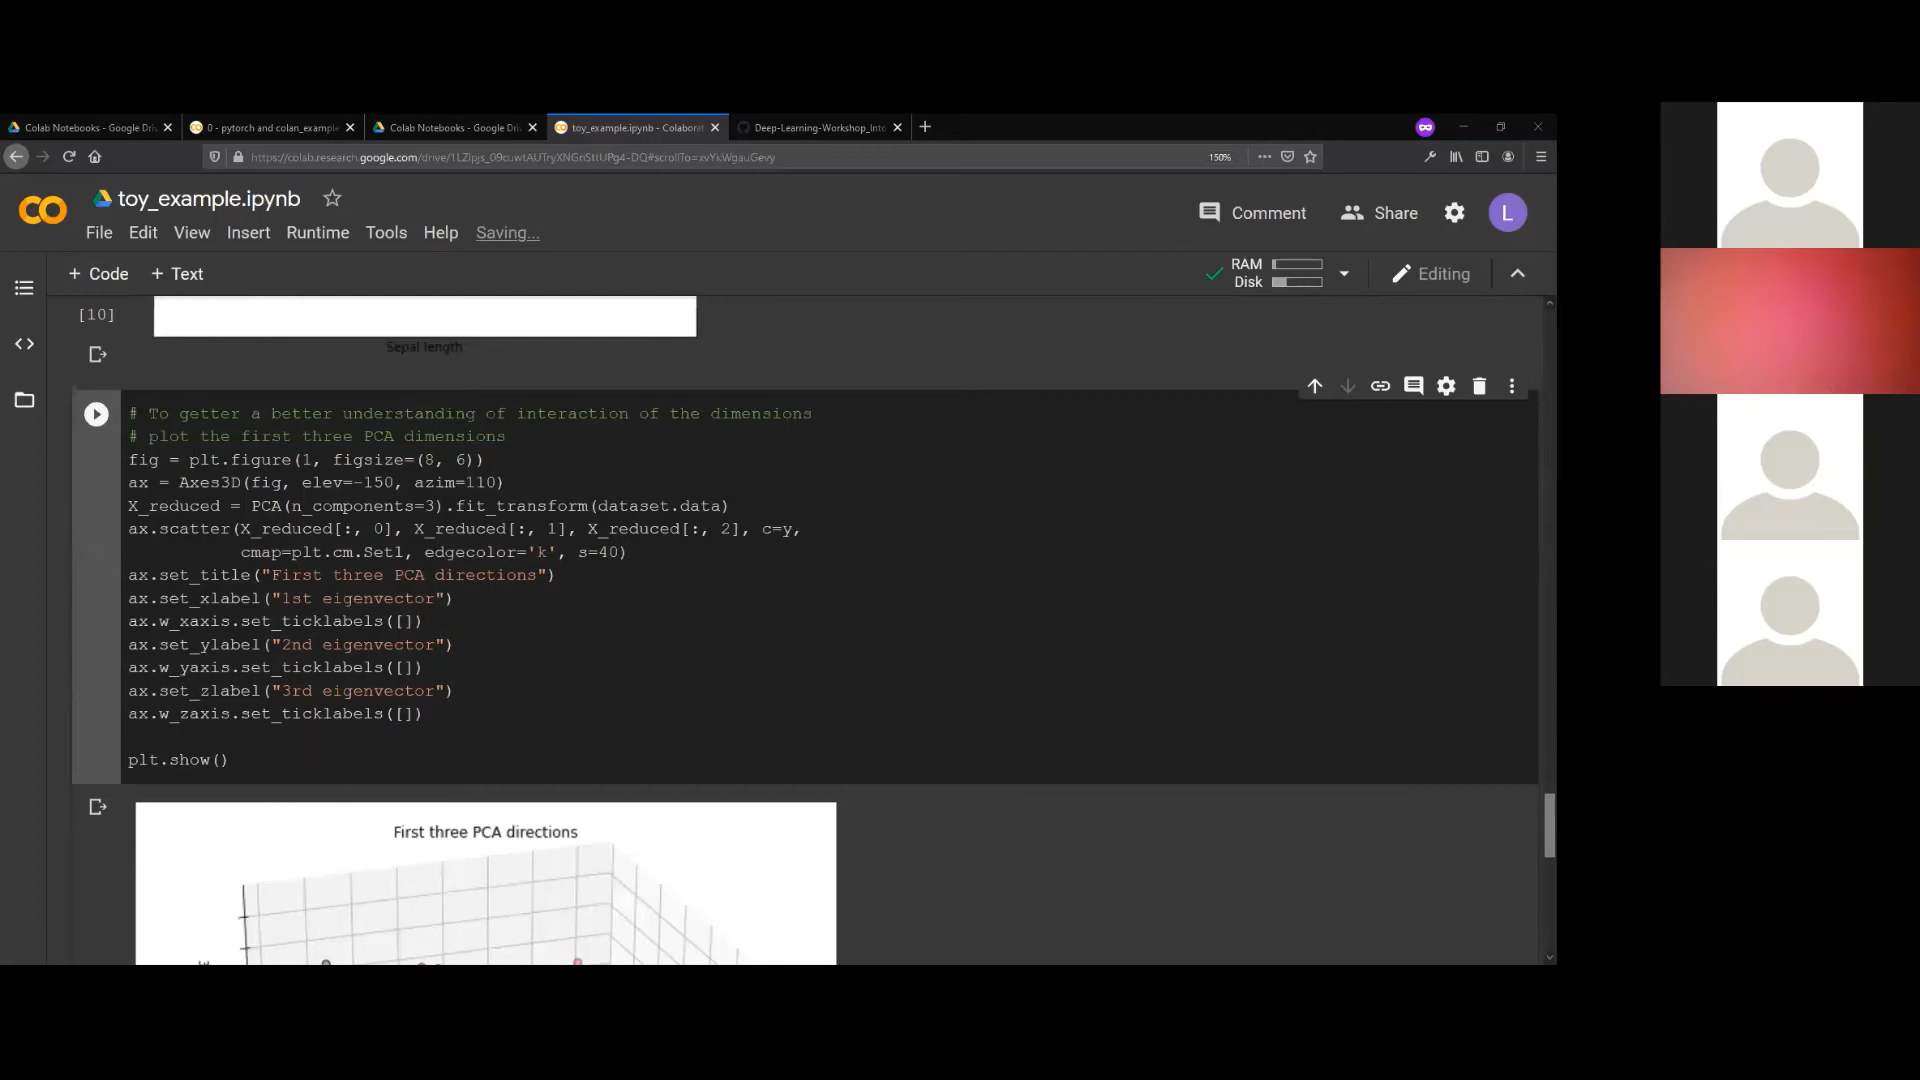 Colab Notebooks - Google Dri
0 - pytorch and colan_example
Colab Notebooks - Google Dri
toy_example.ipynb - Colaborat
Deep-Learning-Workshop_Into
150%
toy_example.ipynb
Comment
Share
L
File Edit View Insert Runtime Tools Help Saving...
+ Code + Text
RAM
Disk
Editing
[10]
Sepal length
# To getter a better understanding of interaction of the dimensions
# plot the first three PCA dimensions
fig = plt.figure(1, figsize=(8, 6))
ax = Axes3D(fig, elev=-150, azim=110)
X_reduced = PCA(n_components=3).fit_transform(dataset.data)
ax.scatter(X_reduced[:, 0], X_reduced[:, 1], X_reduced[:, 2], c=y,
cmap=plt.cm.Set1, edgecolor='k', s=40)
ax.set_title("First three PCA directions")
ax.set_xlabel("1st eigenvector")
ax.w_xaxis.set_ticklabels([])
ax.set_ylabel("2nd eigenvector")
ax.w_yaxis.set_ticklabels([])
ax.set_zlabel("3rd eigenvector")
ax.w_zaxis.set_ticklabels([])
plt.show()
First three PCA directions